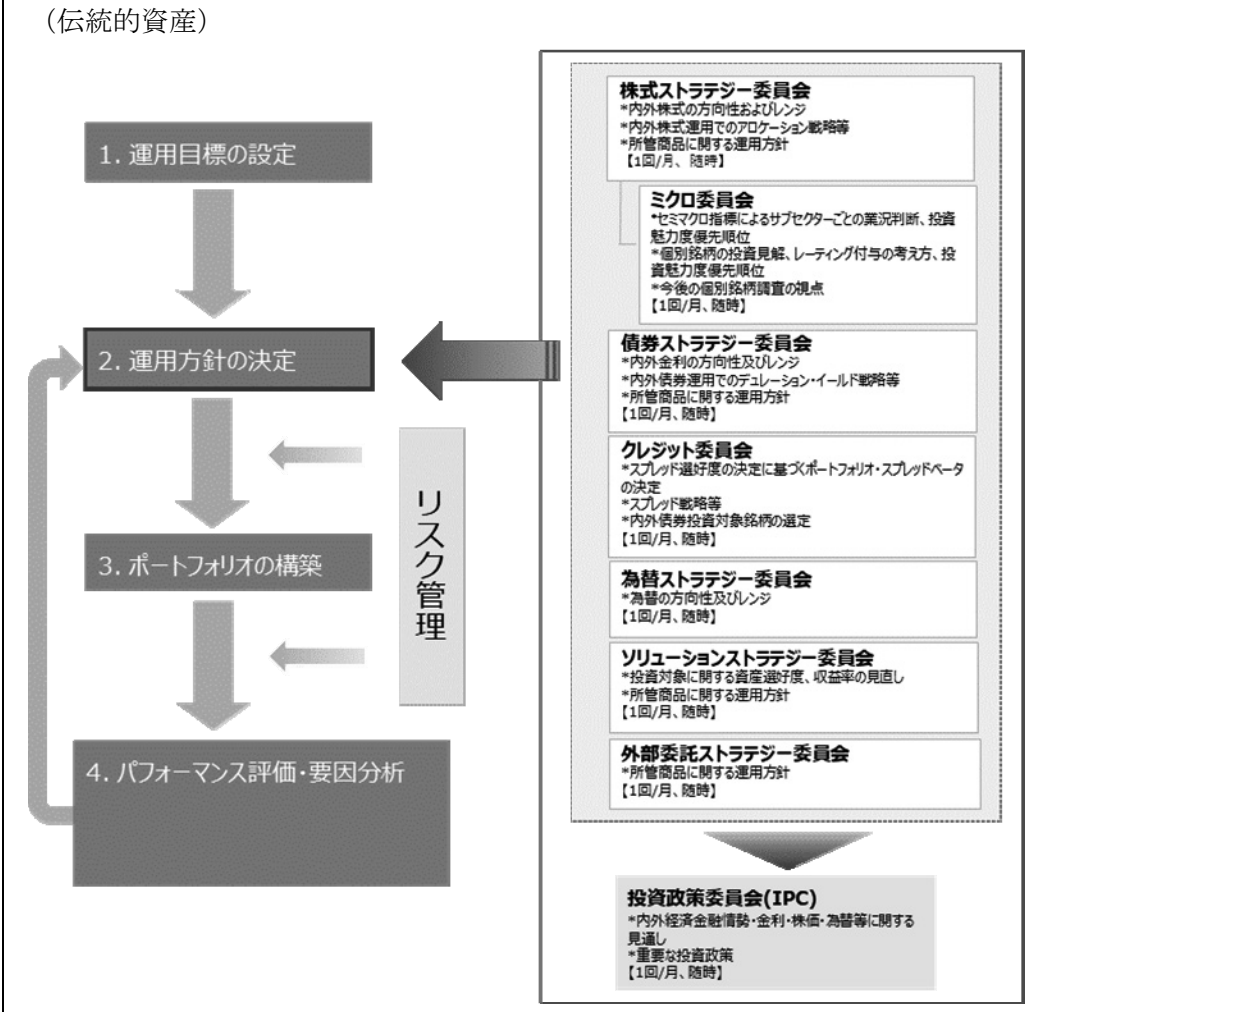 （伝統的資産）
1. 運用目標の設定
2. 運用方針の決定
3. ポートフォリオの構築
4. パフォーマンス評価・要因分析
リスク管理
株式ストラテジー委員会
*内外株式の方向性およびレンジ
*内外株式運用でのアロケーション戦略等
*所管商品に関する運用方針
【1回/月、随時】
ミクロ委員会
*セミマクロ指標によるサブセクターごとの業況判断、投資
魅力度優先順位
*個別銘柄の投資見解、レーティング付与の考え方、投
資魅力度優先順位
*今後の個別銘柄調査の視点
【1回/月、随時】
債券ストラテジー委員会
*内外金利の方向性及びレンジ
*内外債券運用でのデュレーション・イールド戦略等
*所管商品に関する運用方針
【1回/月、随時】
クレジット委員会
*スプレッド選好度の決定に基づくポートフォリオ・スプレッドベータ
の決定
*スプレッド戦略等
*内外債券投資対象銘柄の選定
【1回/月、随時】
為替ストラテジー委員会
*為替の方向性及びレンジ
【1回/月、随時】
ソリューションストラテジー委員会
*投資対象に関する資産選好度、収益率の見直し
*所管商品に関する運用方針
【1回/月、随時】
外部委託ストラテジー委員会
*所管商品に関する運用方針
【1回/月、随時】
投資政策委員会(IPC)
*内外経済金融情勢・金利・株価・為替等に関する
見通し
*重要な投資政策
【1回/月、随時】